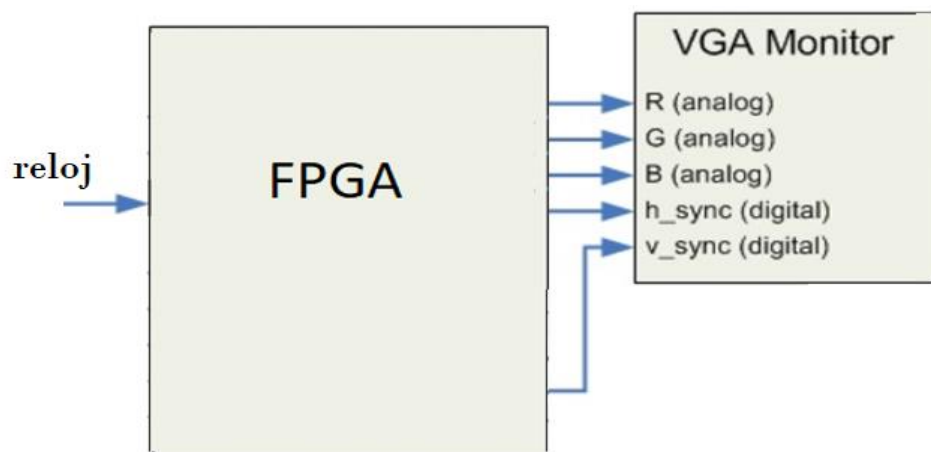 reloj
FPGA
VGA Monitor
R (analog)
G (analog)
B (analog)
h_sync (digital)
v_sync (digital)